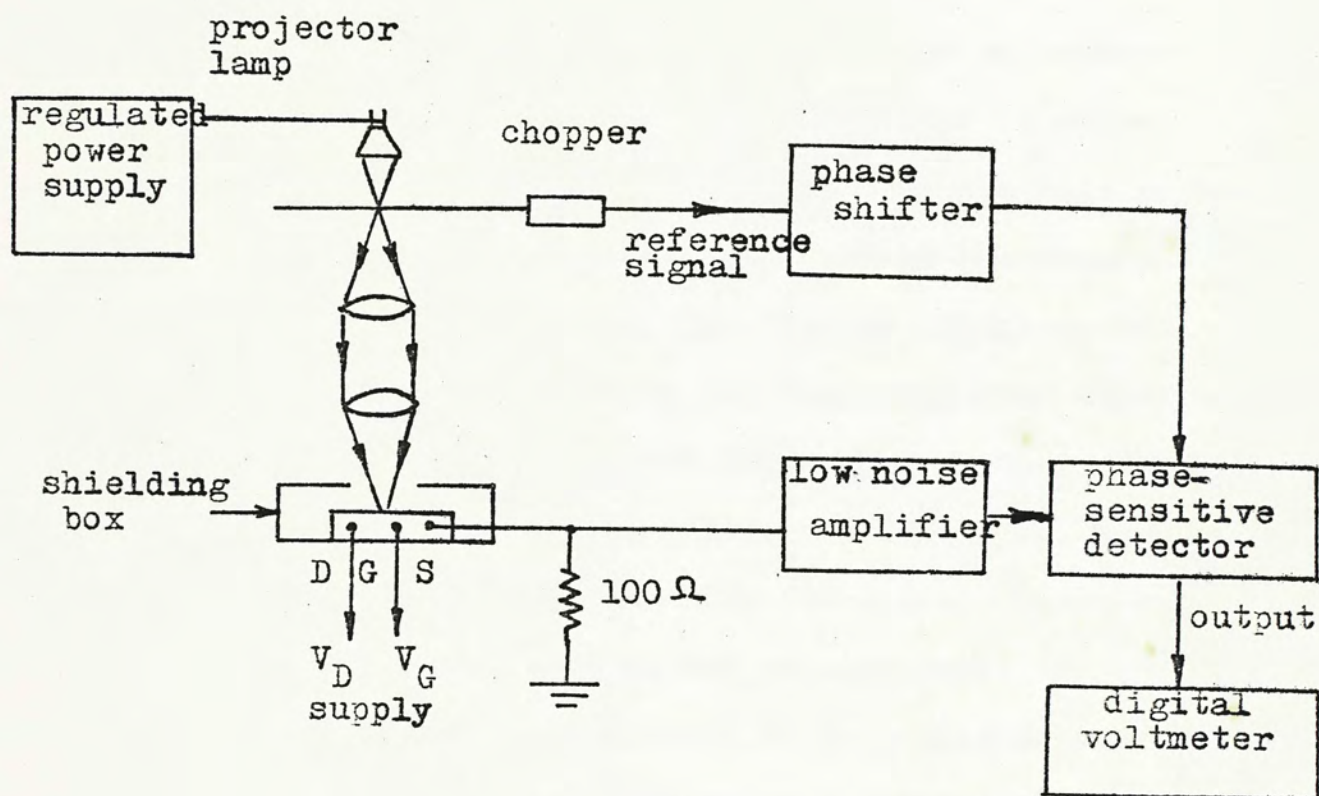 projector
lamp
regulated
power
supply
chopper
phase
shifter
reference
signal
shielding
box
low noise
amplifier
phase-
sensitive
detector
D G S
100 Ω
V_D V_G
supply
output
digital
voltmeter